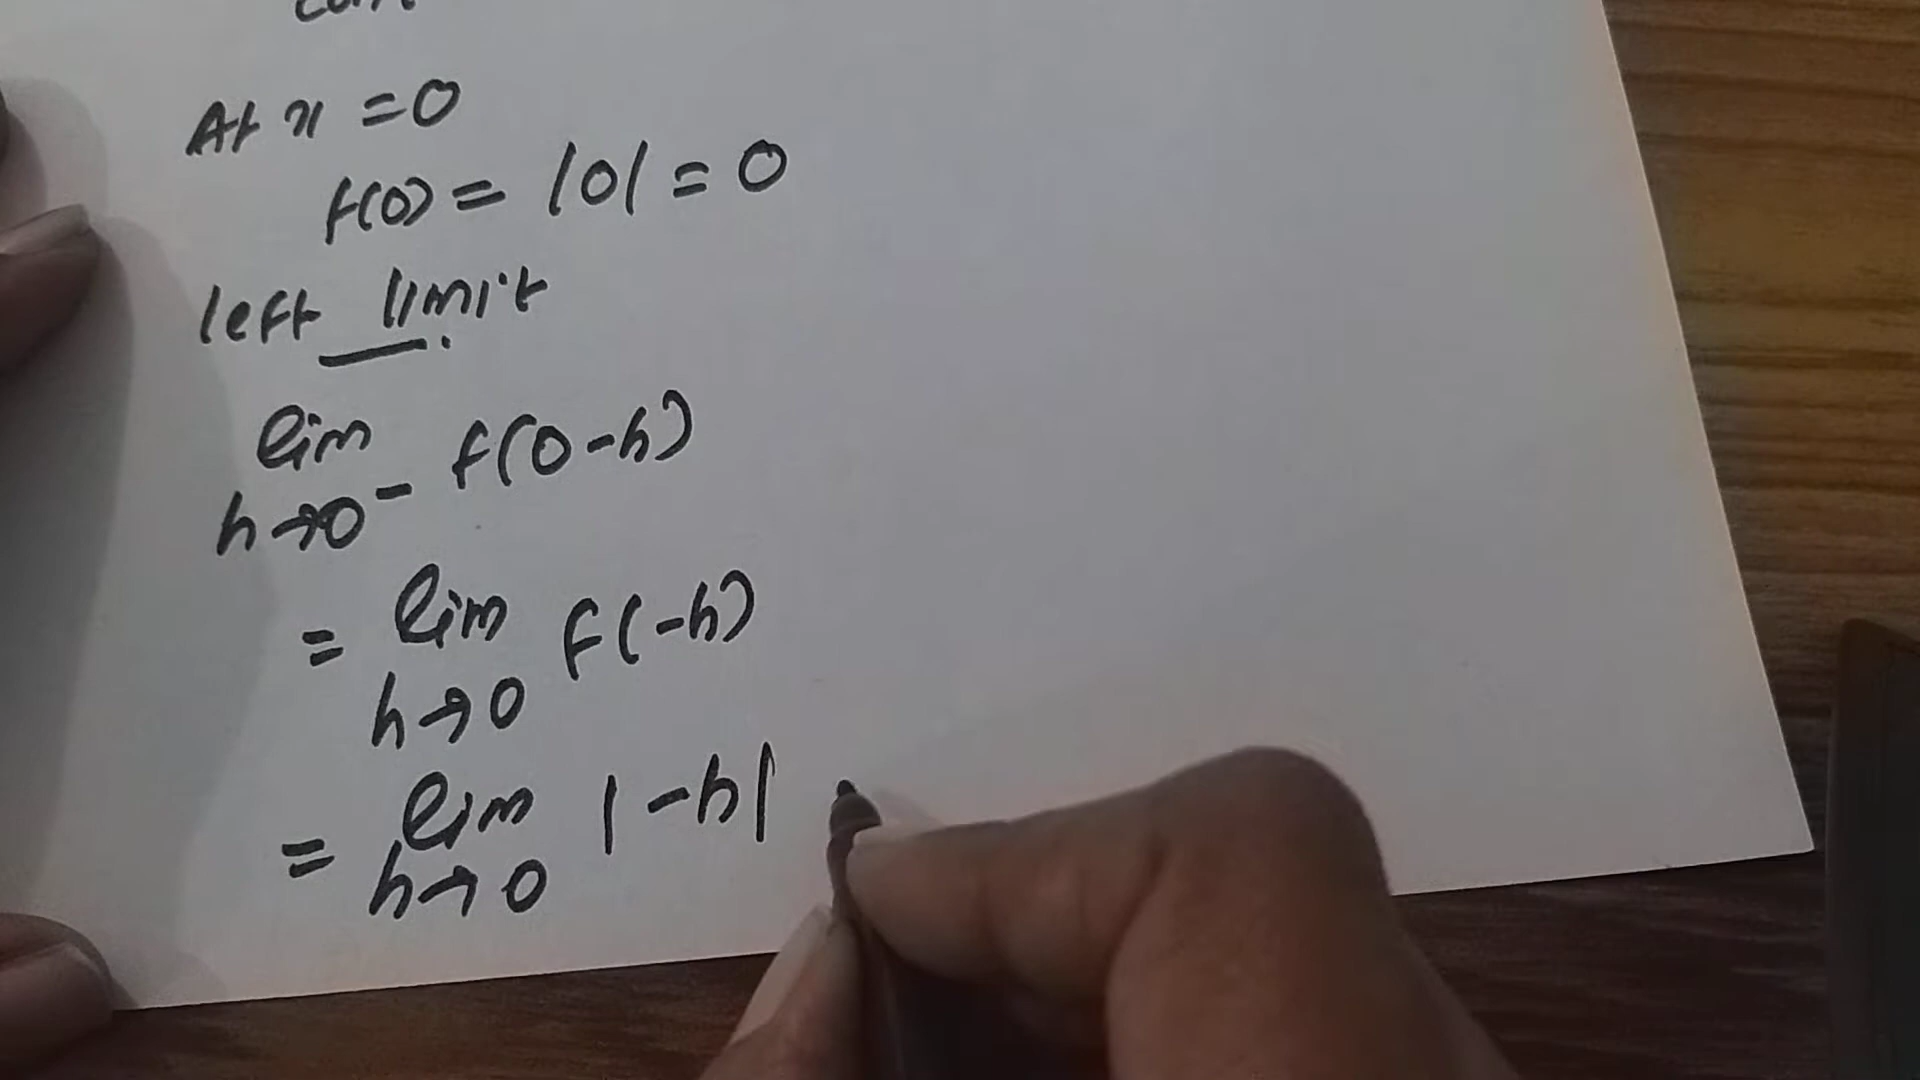 At x = 0
f(0) = |0| = 0
left limit
lim f(0-h)
h→0⁻
= lim f(-h)
h→0
= lim |-h|
h→0